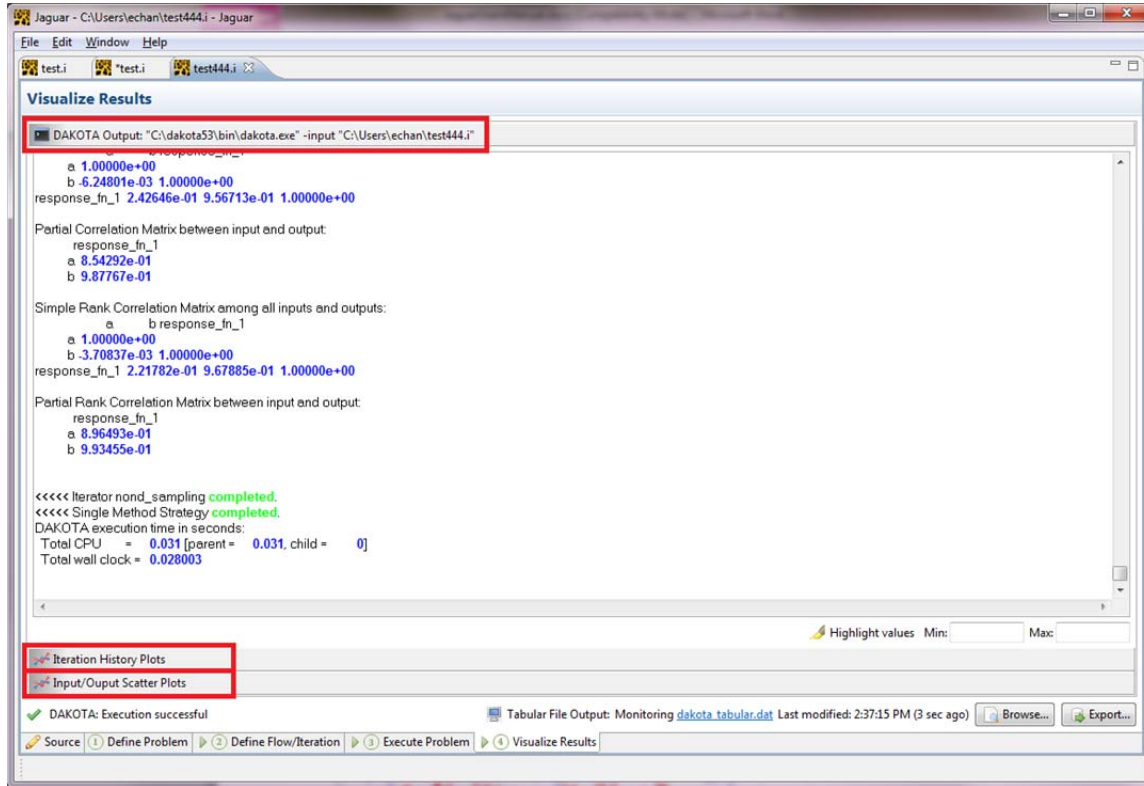 Jaguar - C:\Users\echan\test444.i - Jaguar
File Edit Window Help
test.i *test.i test444.i
Visualize Results
DAKOTA Output: "C:\dakota53\bin\dakota.exe" -input "C:\Users\echan\test444.i"
a 1.00000e+00
b -6.24801e-03 1.00000e+00
response_fn_1 2.42646e-01 9.56713e-01 1.00000e+00
Partial Correlation Matrix between input and output:
response_fn_1
a 8.54292e-01
b 9.87767e-01
Simple Rank Correlation Matrix among all inputs and outputs:
a b response_fn_1
a 1.00000e+00
b -3.70837e-03 1.00000e+00
response_fn_1 2.21782e-01 9.67885e-01 1.00000e+00
Partial Rank Correlation Matrix between input and output:
response_fn_1
a 8.96493e-01
b 9.93455e-01
<<<<< Iterator nond_sampling completed.
<<<<< Single Method Strategy completed.
DAKOTA execution time in seconds:
Total CPU = 0.031 [parent = 0.031, child = 0]
Total wall clock = 0.028003
Highlight values Min: Max:
Iteration History Plots
Input/Ouput Scatter Plots
DAKOTA: Execution successful Tabular File Output: Monitoring dakota_tabular.dat Last modified: 2:37:15 PM (3 sec ago) Browse... Export...
Source 1 Define Problem 2 Define Flow/Iteration 3 Execute Problem 4 Visualize Results